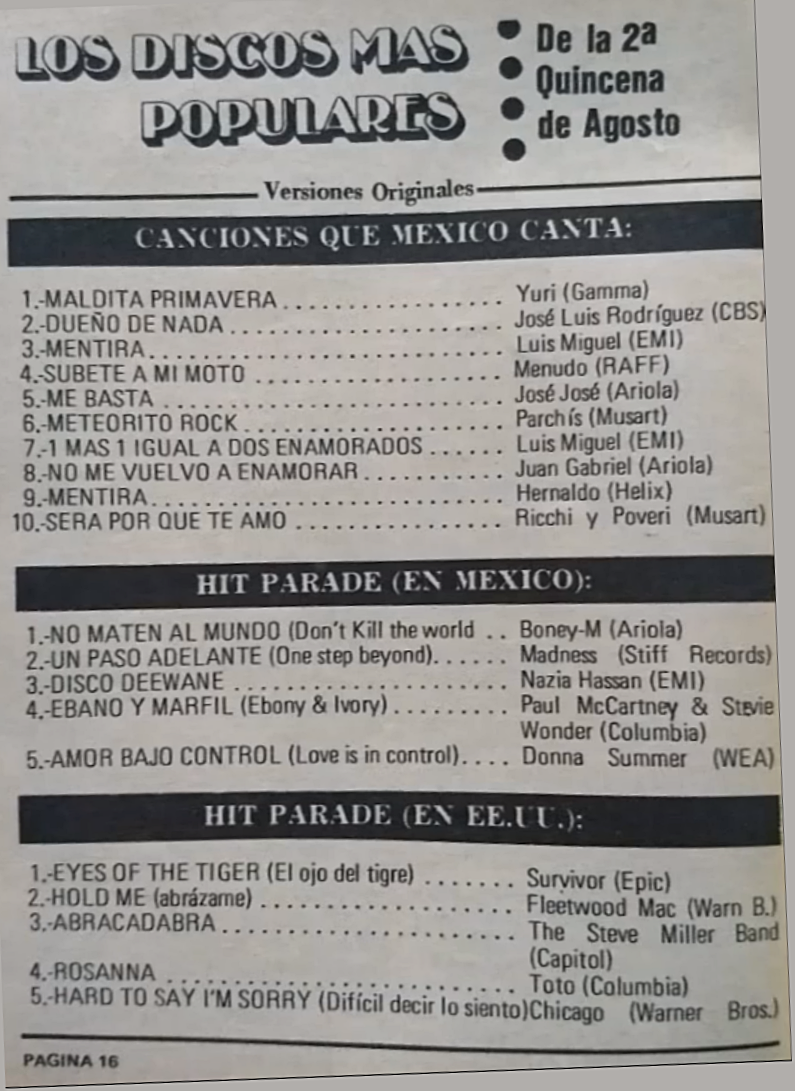 LOS DISCOS MAS
POPULARES
De la 2ª
Quincena
de Agosto
Versiones Originales
CANCIONES QUE MEXICO CANTA:
1.-MALDITA PRIMAVERA.................. Yuri (Gamma)
2.-DUEÑO DE NADA...................... José Luis Rodríguez (CBS)
3.-MENTIRA............................ Luis Miguel (EMI)
4.-SUBETE A MI MOTO .................. Menudo (RAFF)
5.-ME BASTA .......................... José José (Ariola)
6.-METEORITO ROCK..................... Parchís (Musart)
7.-1 MAS 1 IGUAL A DOS ENAMORADOS ...... Luis Miguel (EMI)
8.-NO ME VUELVO A ENAMORAR........... Juan Gabriel (Ariola)
9.-MENTIRA............................ Hernaldo (Helix)
10.-SERA POR QUE TE AMO ................ Ricchi y Poveri (Musart)
HIT PARADE (EN MEXICO):
1.-NO MATEN AL MUNDO (Don't Kill the world .. Boney-M (Ariola)
2.-UN PASO ADELANTE (One step beyond)...... Madness (Stiff Records)
3.-DISCO DEEWANE ...................... Nazia Hassan (EMI)
4.-EBANO Y MARFIL (Ebony & Ivory)......... Paul McCartney & Stevie
Wonder (Columbia)
5.-AMOR BAJO CONTROL (Love is in control).... Donna Summer (WEA)
HIT PARADE (EN EE.UU.):
1.-EYES OF THE TIGER (El ojo del tigre) ....... Survivor (Epic)
2.-HOLD ME (abrázame) ................... Fleetwood Mac (Warn B.)
3.-ABRACADABRA....................... The Steve Miller Band
(Capitol)
4.-ROSANNA ........................... Toto (Columbia)
5.-HARD TO SAY I'M SORRY (Difícil decir lo siento)Chicago (Warner Bros.)
PAGINA 16